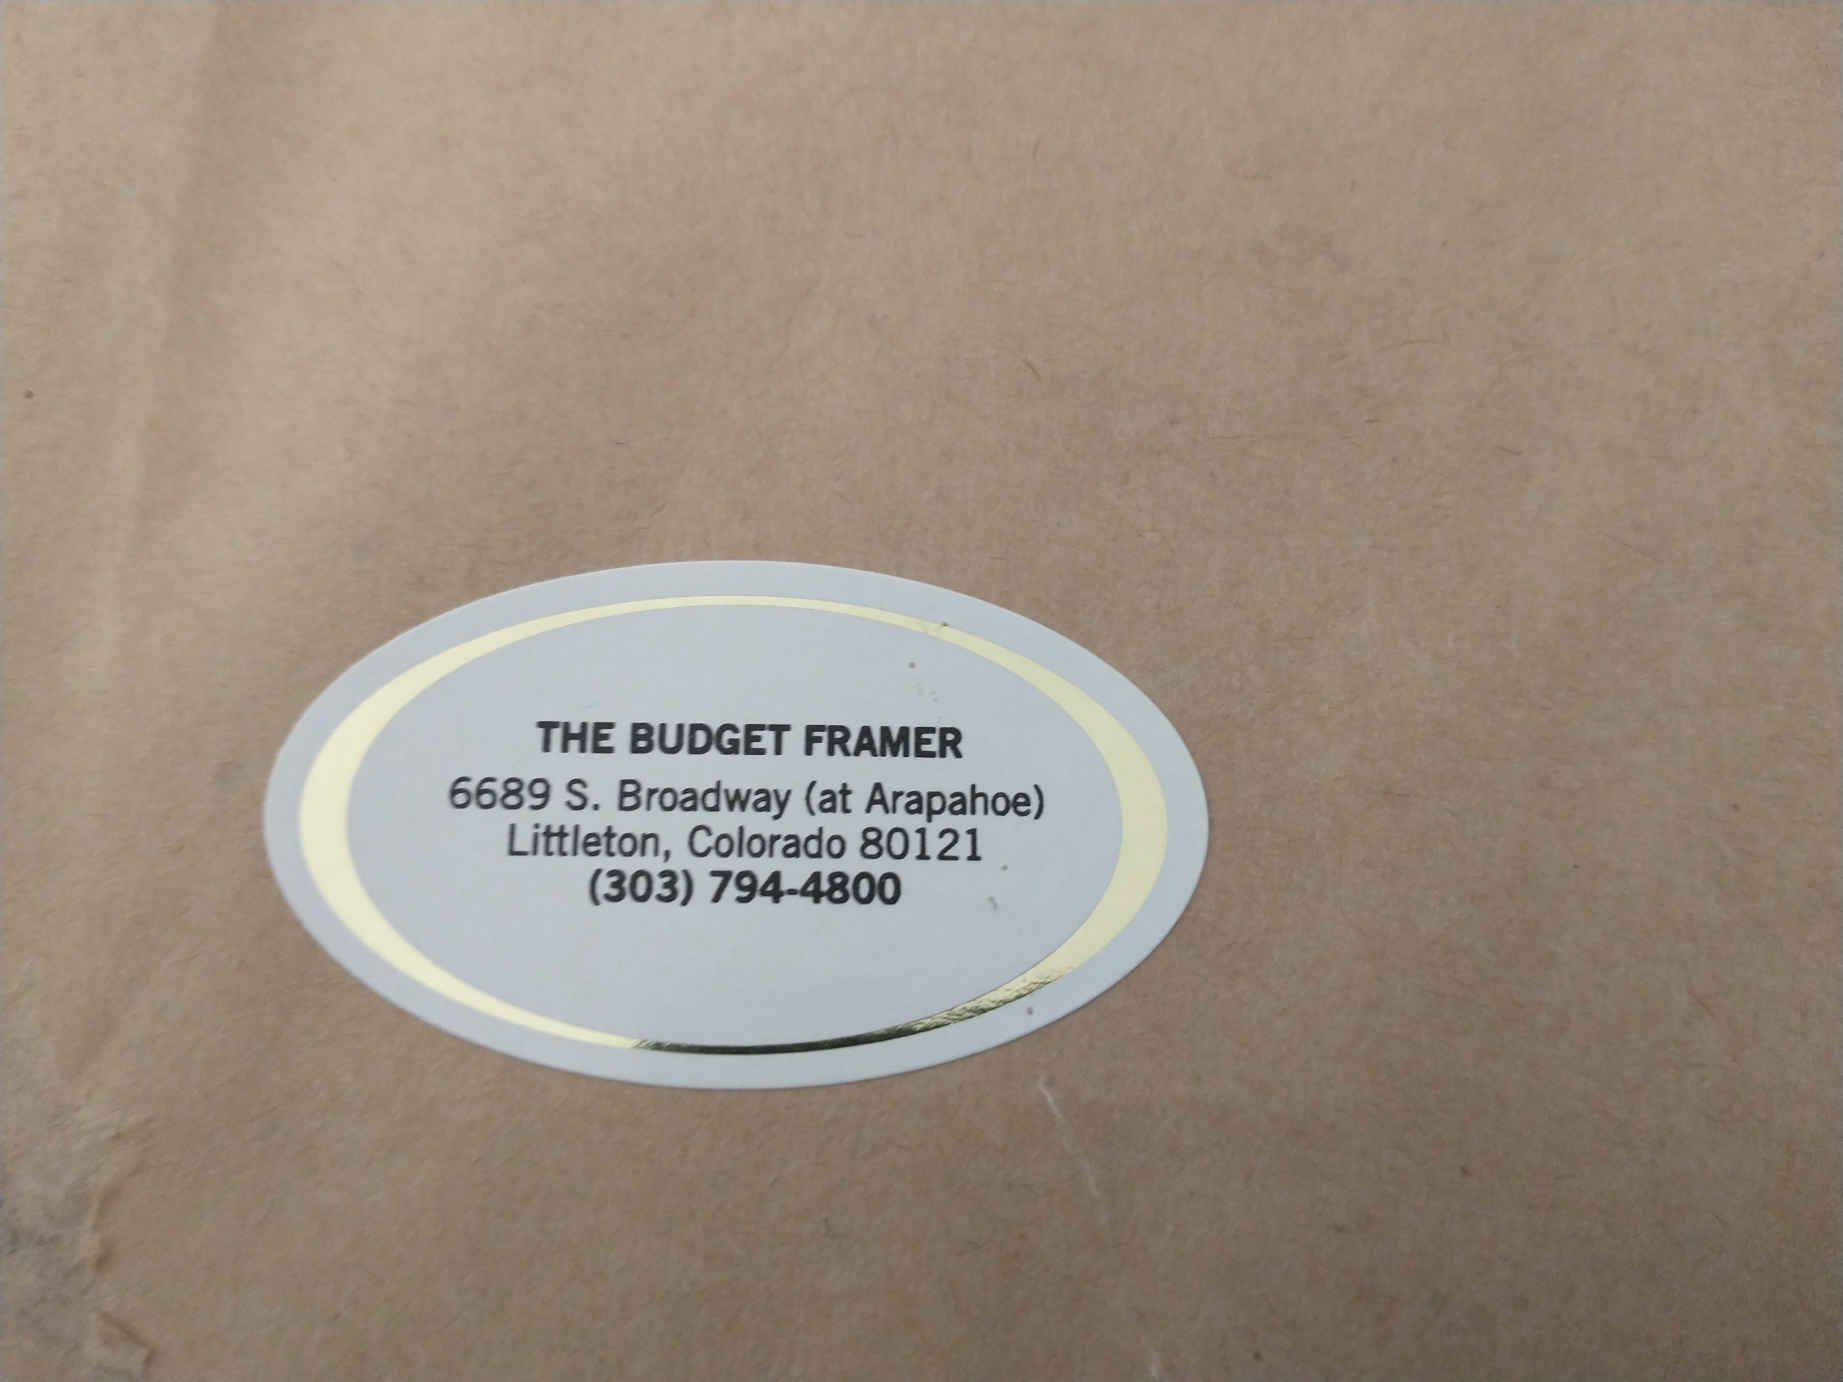 THE BUDGET FRAMER
6689 S. Broadway (at Arapahoe)
Littleton, Colorado 80121
(303) 794-4800